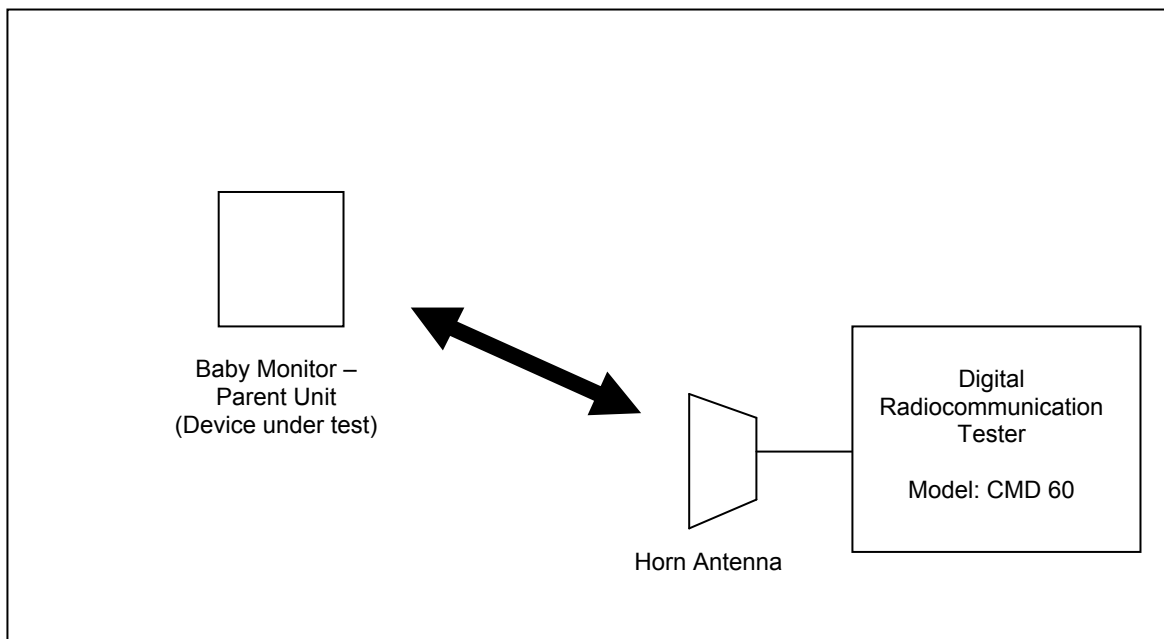 Baby Monitor –
Parent Unit
(Device under test)
Digital
Radiocommunication
Tester
Model: CMD 60
Horn Antenna